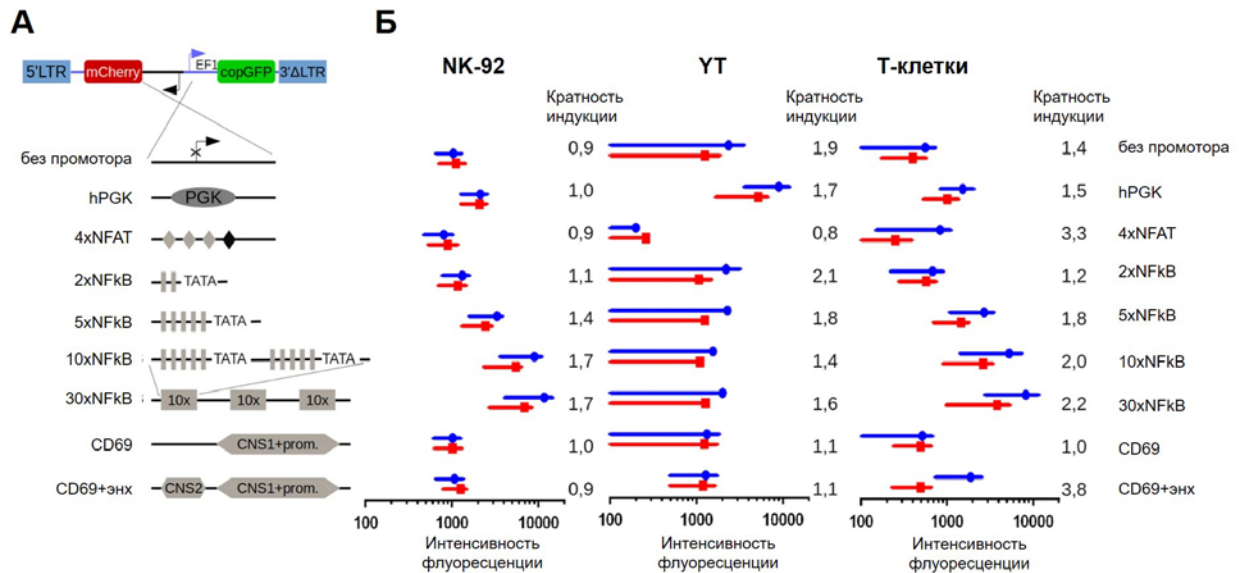 А
Б
5'LTR
mCherry
EF1
copGFP
3'ΔLTR
NK-92
YT
Т-клетки
Кратность
индукции
Кратность
индукции
Кратность
индукции
без промотора
0,9
1,9
1,4
без промотора
hPGK
PGK
1,0
1,7
1,5
hPGK
4xNFAT
0,9
0,8
3,3
4xNFAT
2xNFkB
TATA
1,1
2,1
1,2
2xNFkB
5xNFkB
TATA
1,4
1,8
1,8
5xNFkB
10xNFkB
TATA
TATA
1,7
1,4
2,0
10xNFkB
30xNFkB
10x
10x
10x
1,7
1,6
2,2
30xNFkB
CD69
CNS1+prom.
1,0
1,1
1,0
CD69
CD69+энх
CNS2
CNS1+prom.
0,9
1,1
3,8
CD69+энх
100
1000
10000
100
1000
10000
100
1000
10000
Интенсивность
флуоресценции
Интенсивность
флуоресценции
Интенсивность
флуоресценции